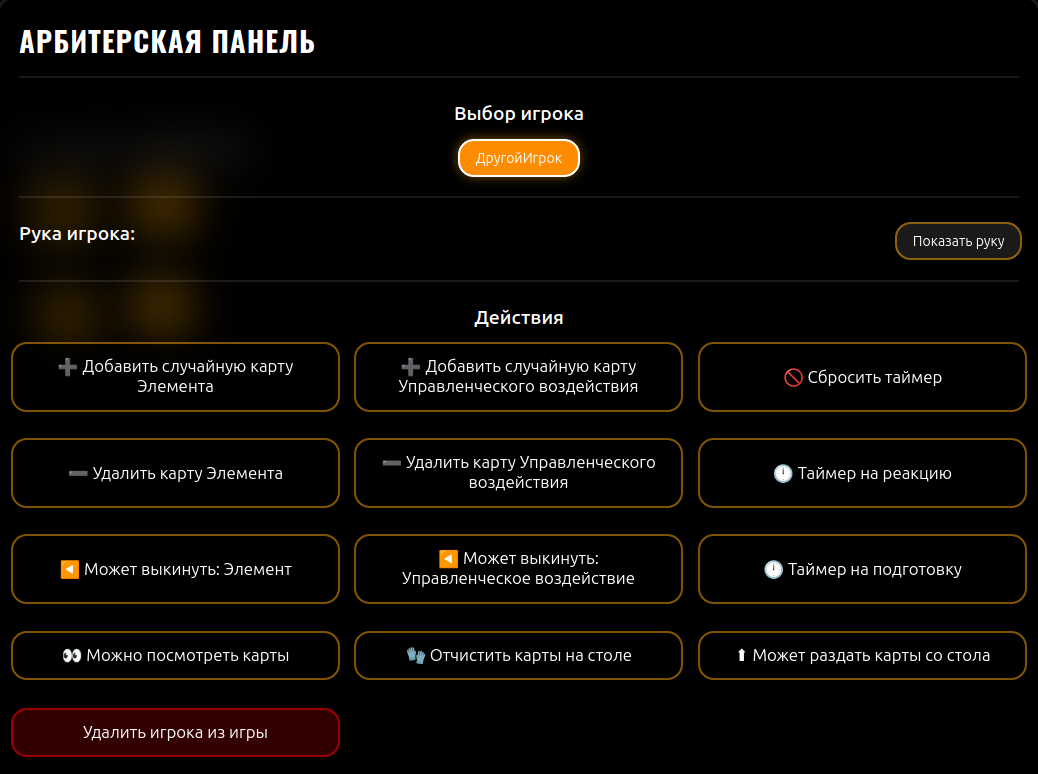 АРБИТЕРСКАЯ ПАНЕЛЬ
Выбор игрока
ДругойИгрок
Рука игрока:
Показать руку
Действия
➕ Добавить случайную карту
Элемента
➕ Добавить случайную карту
Управленческого воздействия
🚫 Сбросить таймер
➖ Удалить карту Элемента
➖ Удалить карту Управленческого
воздействия
🕛 Таймер на реакцию
◀️ Может выкинуть: Элемент
◀️ Может выкинуть:
Управленческое воздействие
🕛 Таймер на подготовку
👀 Можно посмотреть карты
🧤 Отчистить карты на столе
⬆ Может раздать карты со стола
Удалить игрока из игры